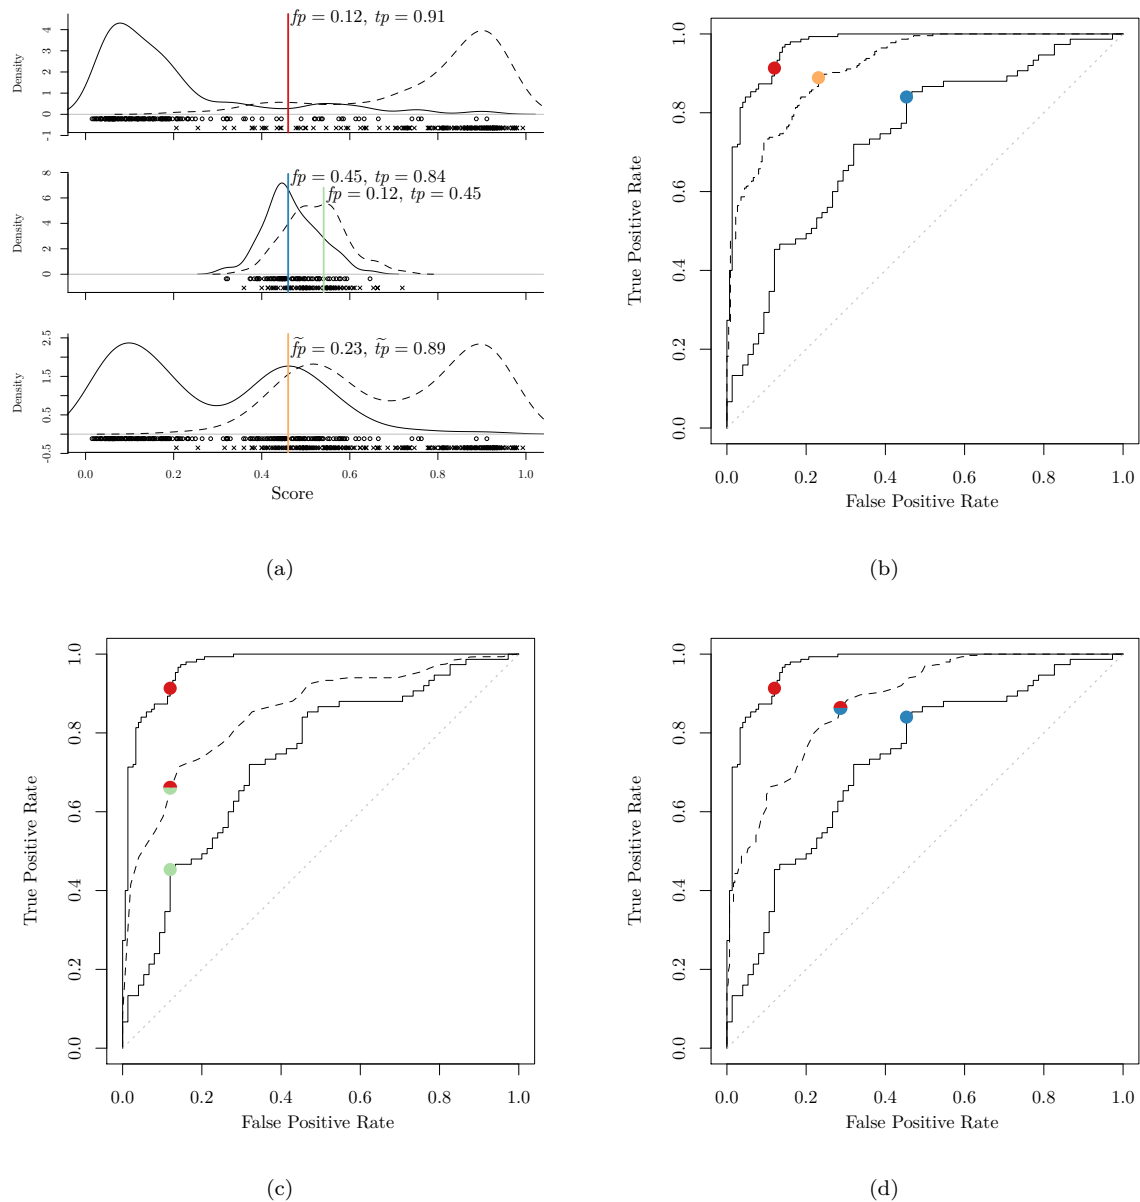 fp = 0.12, tp = 0.91
Density
-1 0 1 2 3 4
fp = 0.45, tp = 0.84
fp = 0.12, tp = 0.45
Density
0 2 4 6 8
f̃p = 0.23, t̃p = 0.89
Density
-0.5 0.5 1.5 2.5
0.0 0.2 0.4 0.6 0.8 1.0
Score
(a)
True Positive Rate
0.0 0.2 0.4 0.6 0.8 1.0
0.0 0.2 0.4 0.6 0.8 1.0
False Positive Rate
(b)
True Positive Rate
0.0 0.2 0.4 0.6 0.8 1.0
0.0 0.2 0.4 0.6 0.8 1.0
False Positive Rate
(c)
True Positive Rate
0.0 0.2 0.4 0.6 0.8 1.0
0.0 0.2 0.4 0.6 0.8 1.0
False Positive Rate
(d)